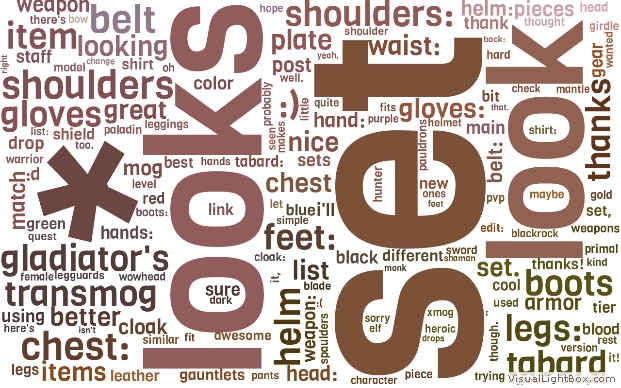 weapon
there's
bow
belt
item
staff
looking
right
model
change
shirt
oh
shoulders
gloves
great
color
list:
shield
paladin
leggings
drop
too.
warrior
match
:d
*
mog
level
red
boots:
best
hands
tabard:
sets
green
quest
hands:
gladiator's
female
legguards
wowhead
transmog
using
better
here's
isn't
cloak
chest:
similar
fit
awesome
legs
items
leather
gauntlets
pants
looks
link
sure
dark
hope
shoulders:
shoulder
plate
yeah,
waist:
post
well.
probably
:)
little
quite
seen
makes
hand:
purple
fits
gloves:
helmet
nice
chest
let
blue
i'll
simple
feet:
cloak:
it,
list
black
different.
monk
shaman
sword
helm
weapon:
blade
:(
shoulders
head:
character
piece
set
hunter
pauldrons
new
ones
feet
sorry
elf
xmog
heroic
drops
helm:
pieces
head
thank
thought
girdle
back:
hard
wanted
gear
check
mantle
bit
that.
main
belt:
pvp
edit:
look
shirt:
maybe
blackrock
thanks
gold
set,
weapons
primal
set.
thanks!
kind
cool
boots
used
armor
tier
though.
legs:
blood
rest
version
it!
trying
tabard
VisualLightbox.com